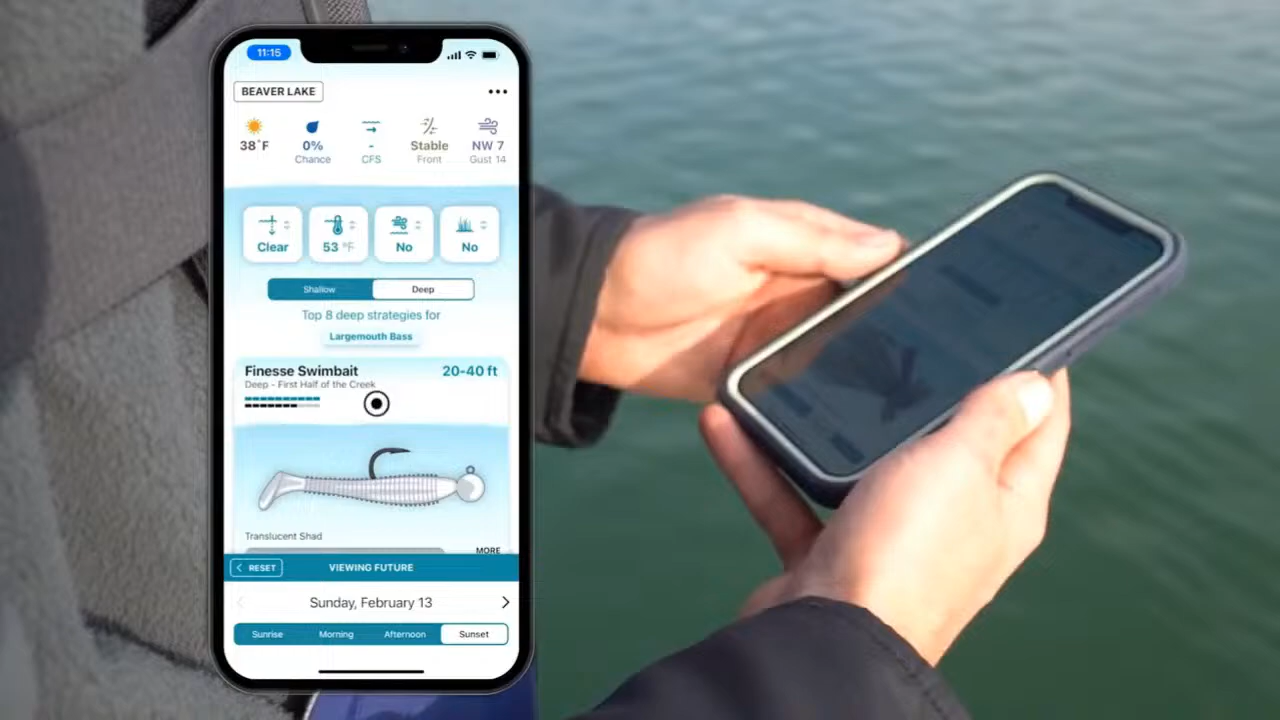 11:15
BEAVER LAKE
38°F 0% - Stable NW 7
Chance CFS Front Gust 14
Clear 53 °F No No
Shallow Deep
Top 8 deep strategies for
Largemouth Bass
Finesse Swimbait 20-40 ft
Deep - First Half of the Creek
Translucent Shad
MORE
RESET VIEWING FUTURE
Sunday, February 13
Sunrise Morning Afternoon Sunset